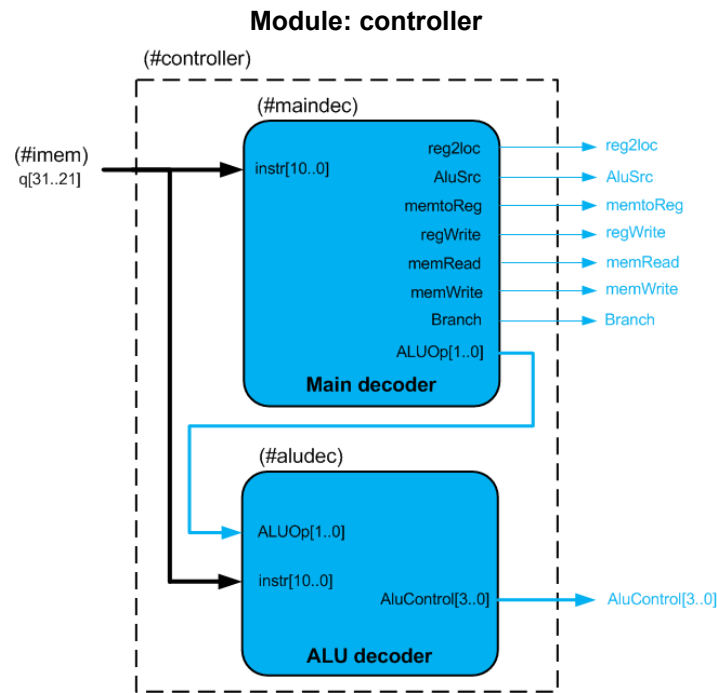 Module: controller
(#controller)
(#maindec)
(#imem)
q[31..21]
instr[10..0]
reg2loc
AluSrc
memtoReg
regWrite
memRead
memWrite
Branch
ALUOp[1..0]
Main decoder
reg2loc
AluSrc
memtoReg
regWrite
memRead
memWrite
Branch
(#aludec)
ALUOp[1..0]
instr[10..0]
AluControl[3..0]
ALU decoder
AluControl[3..0]